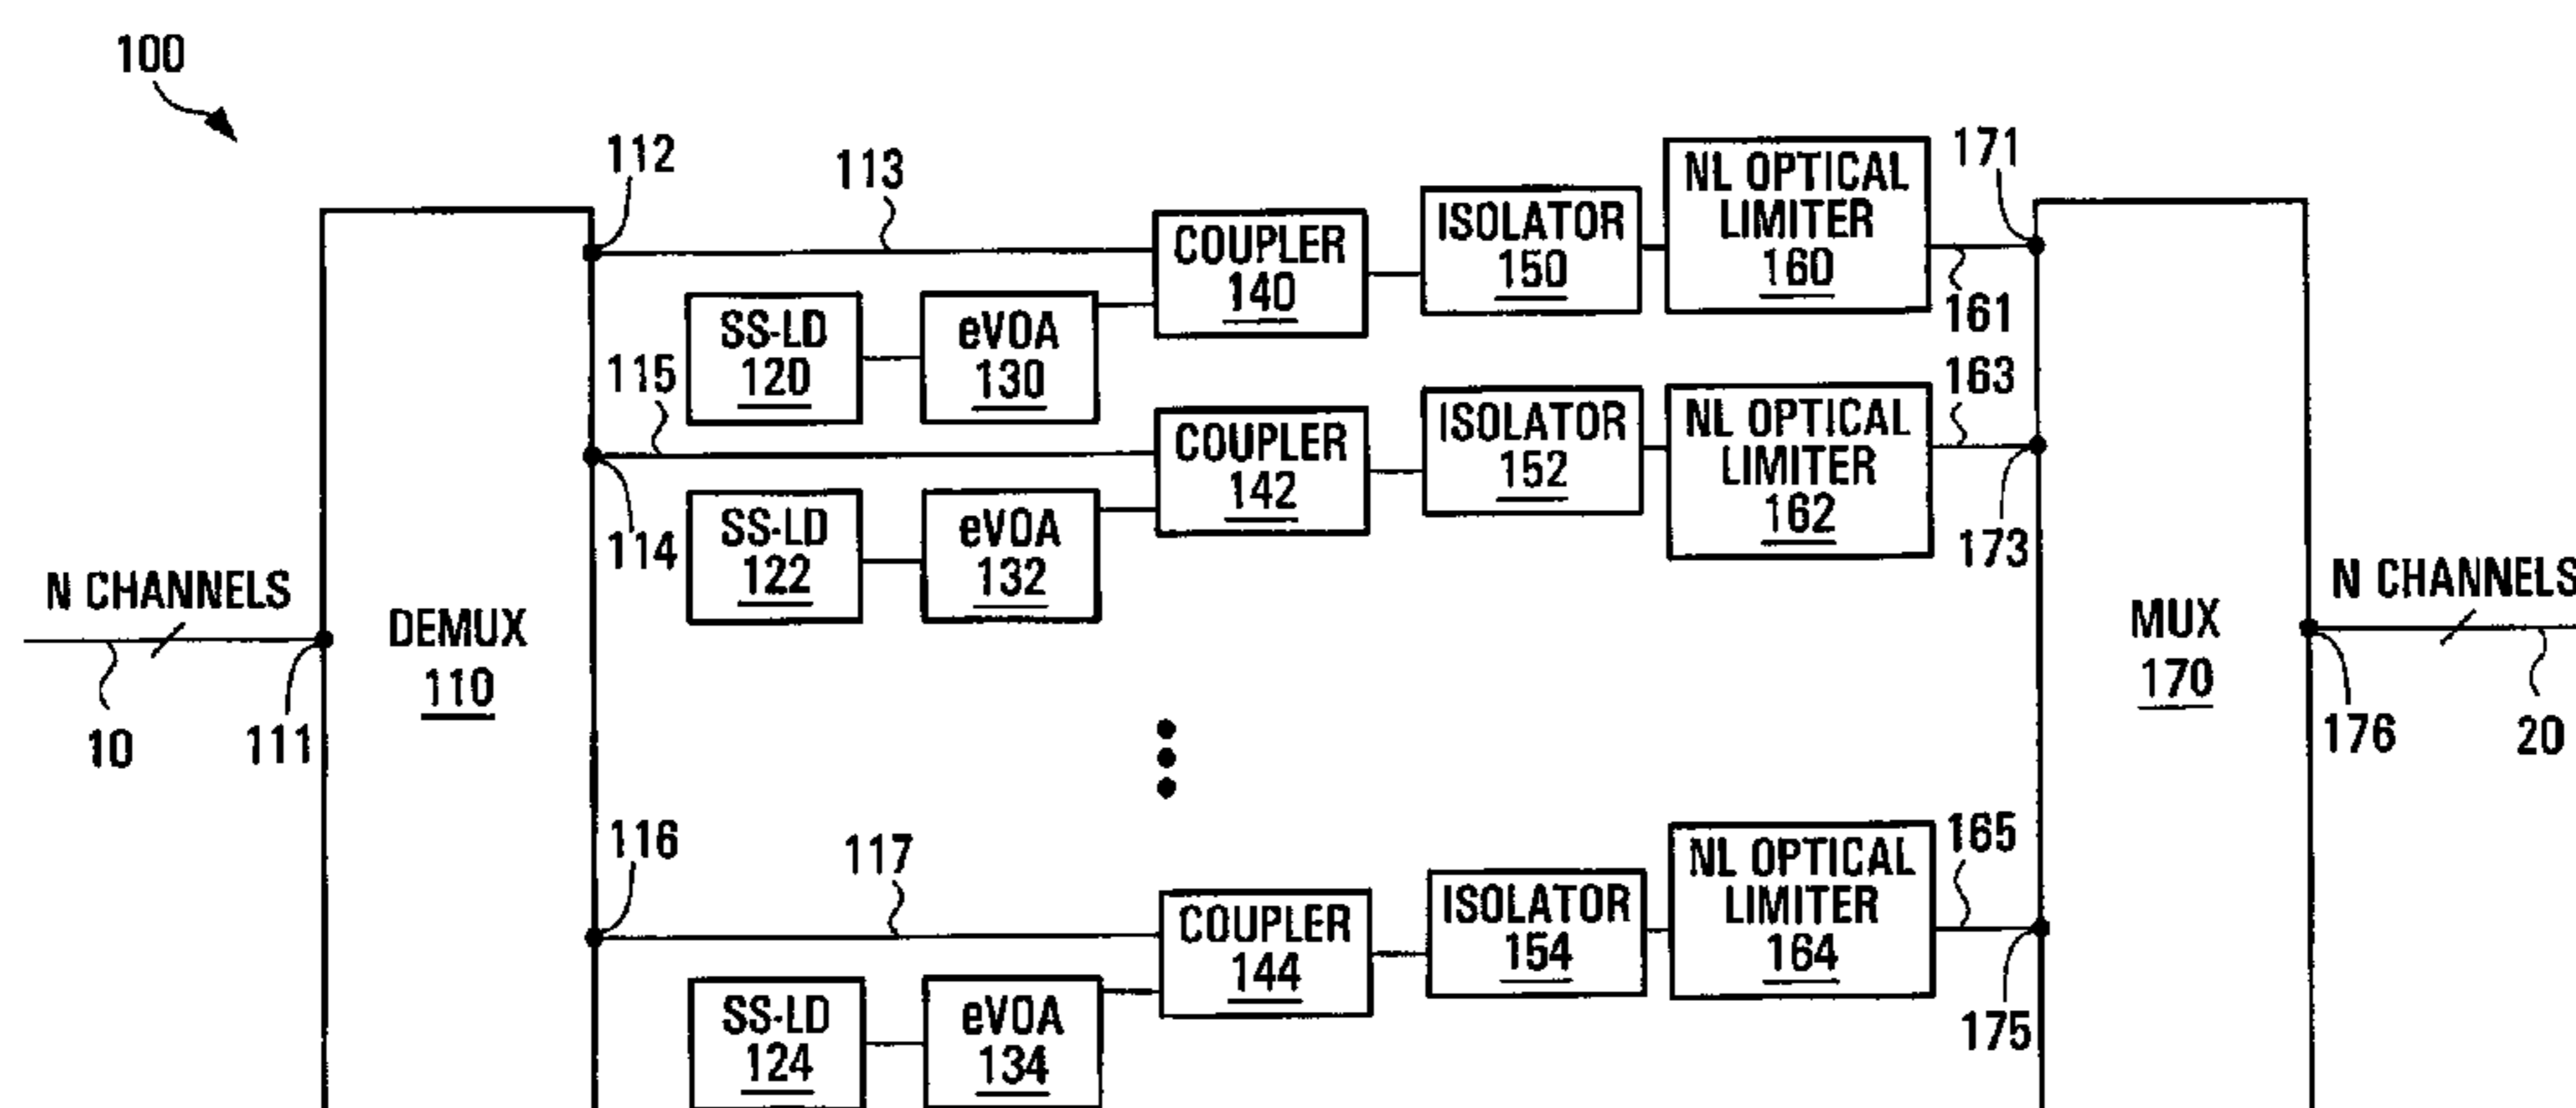 100
112
113
171
NL OPTICAL
LIMITER
160
ISOLATOR
150
COUPLER
140
161
SS-LD
120
eVOA
130
115
163
NL OPTICAL
LIMITER
162
ISOLATOR
152
COUPLER
142
114
SS-LD
122
eVOA
132
173
N CHANNELS
N CHANNELS
DEMUX
110
MUX
170
10
111
176
20
116
117
165
NL OPTICAL
LIMITER
164
ISOLATOR
154
COUPLER
144
175
SS-LD
124
eVOA
134